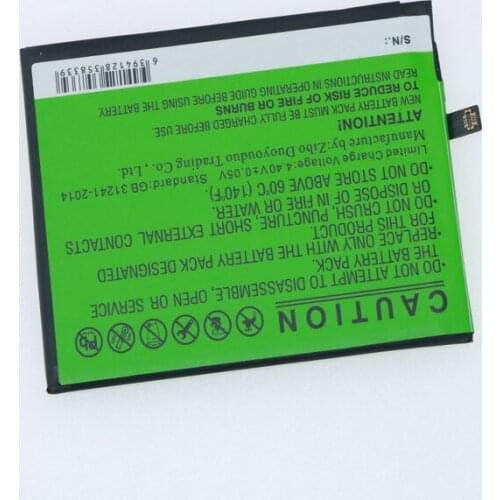 CAUTION
•DO NOT ATTEMPT TO DISASSEMBLE, OPEN OR SERVICE
THE BATTERY PACK.
•REPLACE ONLY WITH THE BATTERY PACK DESIGNATED
FOR THIS
•DO NOT CRUSH, PUNCTURE, SHORT EXTERNAL CONTACTS
OR DISPOSE OF IN FIRE OR WATER.
•DO NOT STORE ABOVE 60°C (140°F).
Limited Charge Voltage:4.40V±0.05V Standard:GB 31241-2014
Manufacture by:Zibo Douyouduo Trading Co., Ltd.
ATTENTION:
NEW BATTERY PACK MUST BE FULLY CHARGED BEFORE USE
TO REDUCE RISK OF FIRE OR BURNS
READ INSTRUCTIONS IN OPERATING GUIDE BEFORE USING THE BATTERY.
S/N.:
6394128358339